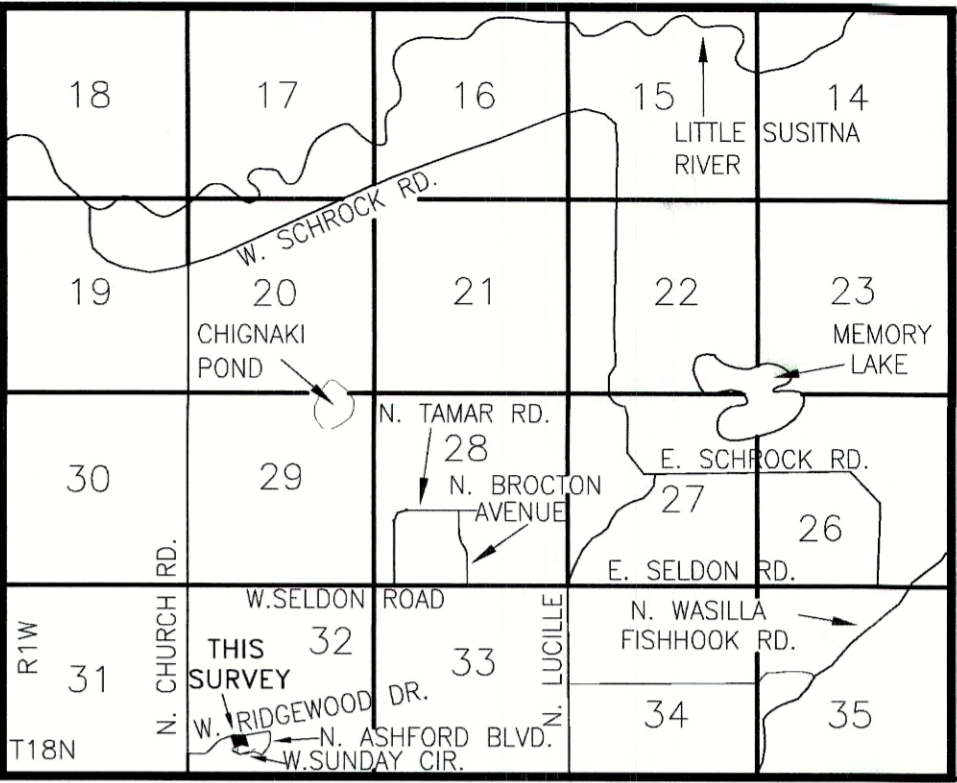 18
17
16
15
14
LITTLE SUSITNA
RIVER
W. SCHROCK RD.
19
20
21
22
23
CHIGNAKI
POND
MEMORY
LAKE
N. TAMAR RD.
28
E. SCHROCK RD.
30
29
N. BROCTON
AVENUE
27
26
E. SELDON RD.
N. CHURCH RD.
W.SELDON ROAD
N. LUCILLE
N. WASILLA
FISHHOOK RD.
R1W
31
THIS
SURVEY
32
33
34
35
W. RIDGEWOOD DR.
N. ASHFORD BLVD.
W.SUNDAY CIR.
T18N